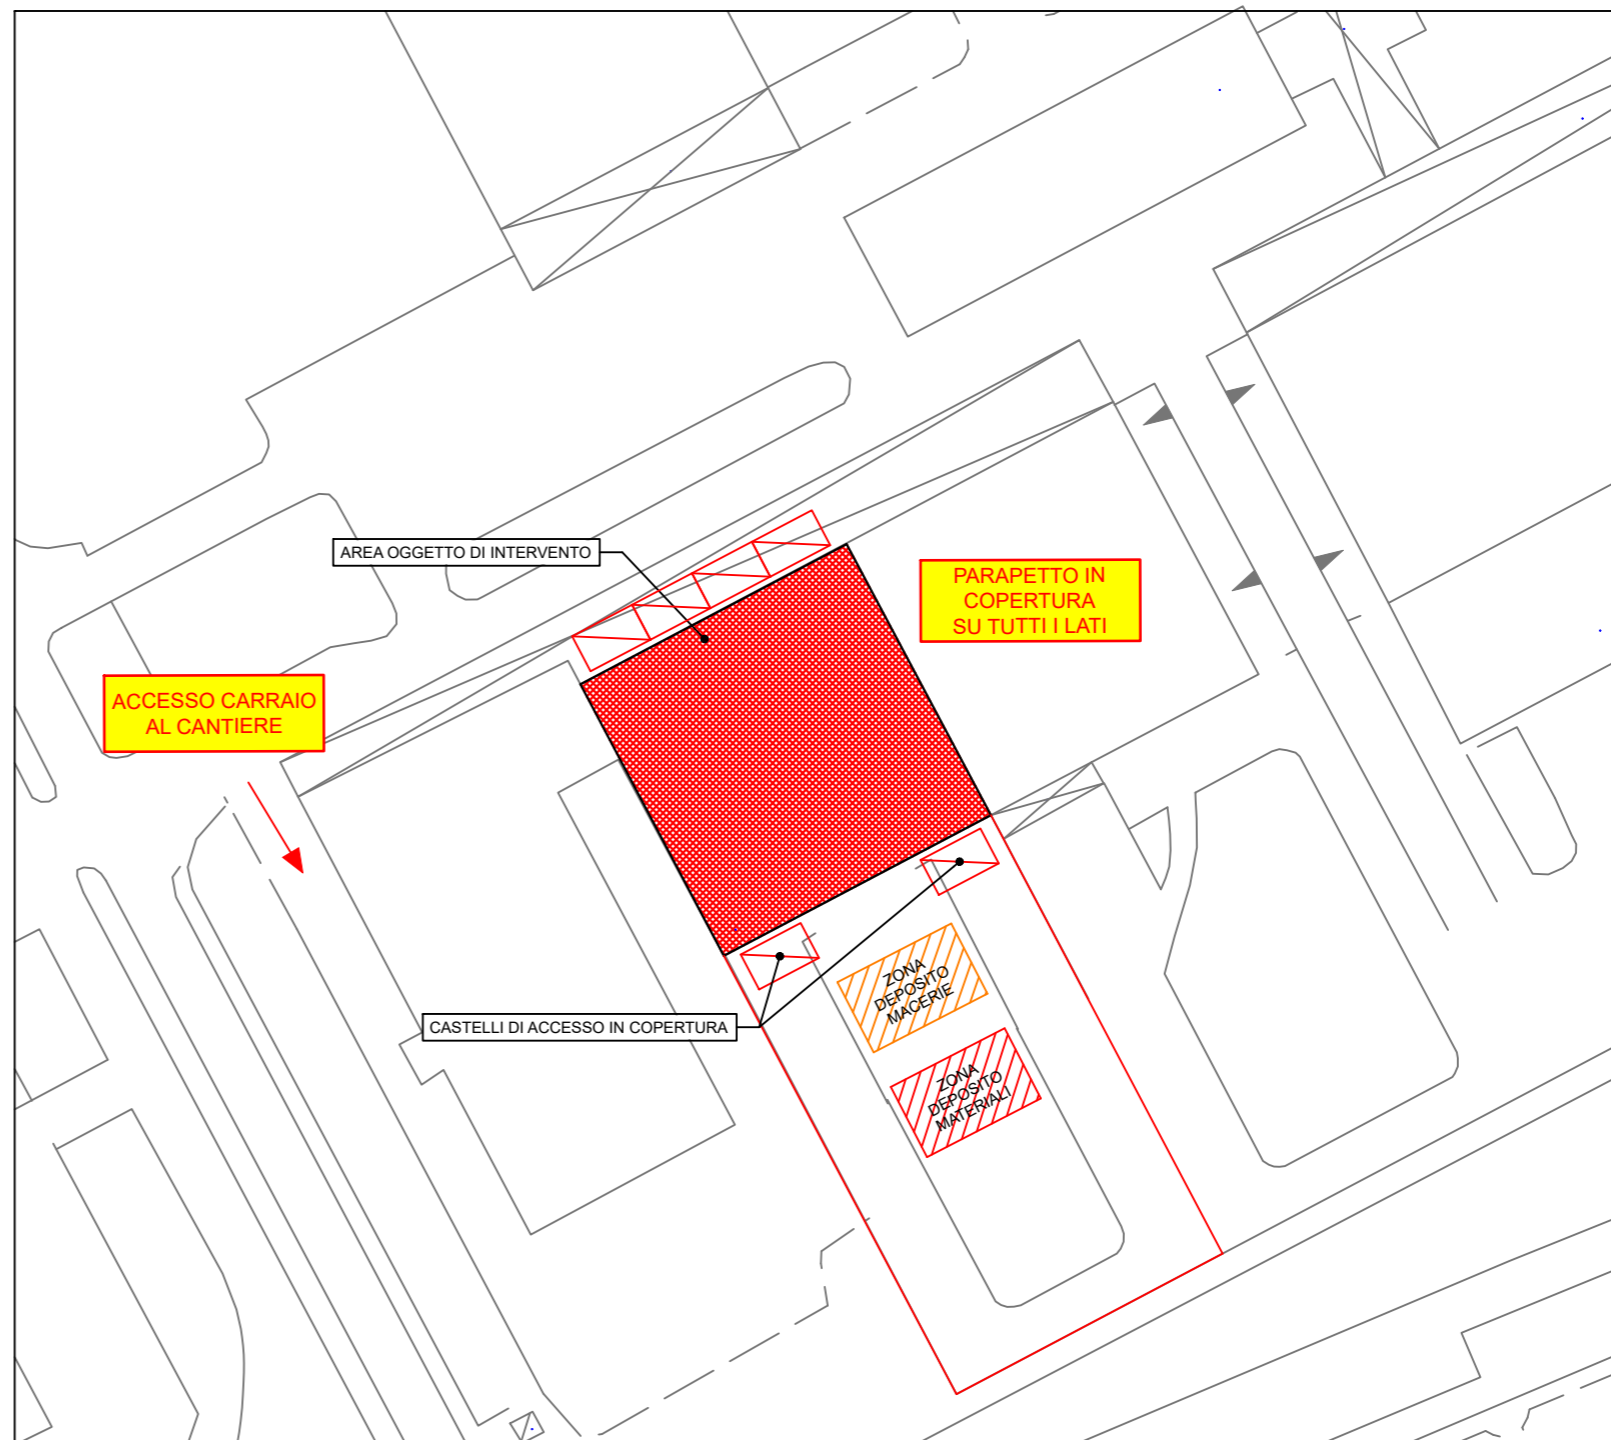 AREA OGGETTO DI INTERVENTO
PARAPETTO IN
COPERTURA
SU TUTTI I LATI
ACCESSO CARRAIO
AL CANTIERE
ZONA
DEPOSITO
MACERIE
CASTELLI DI ACCESSO IN COPERTURA
ZONA
DEPOSITO
MATERIALI